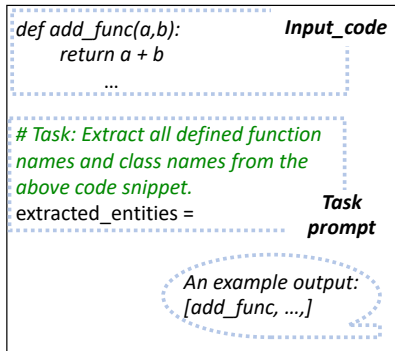 def add_func(a,b):
Input_code
return a + b
...
# Task: Extract all defined function
names and class names from the
above code snippet.
extracted_entities =
Task
prompt
An example output:
[add_func, ...,]